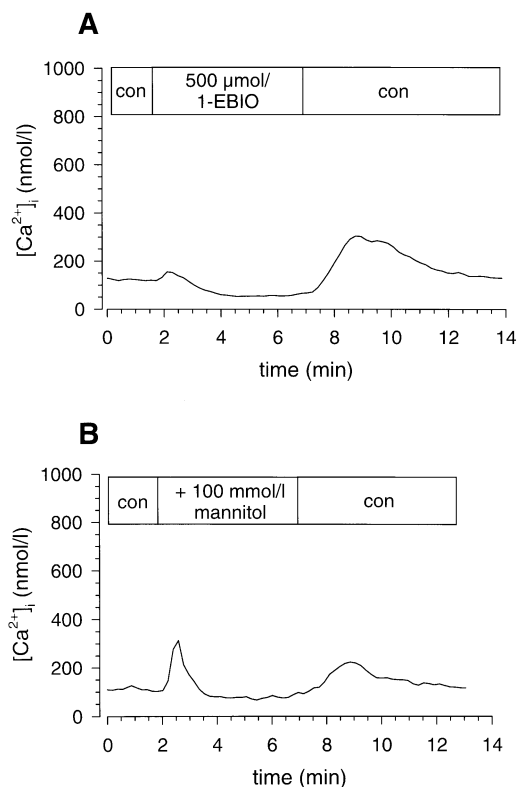 A
1000
800
600
400
200
0
[Ca2+]i (nmol/l)
con
500 µmol/
1-EBIO
con
0 2 4 6 8 10 12 14
time (min)
B
1000
800
600
400
200
0
[Ca2+]i (nmol/l)
con
+ 100 mmol/l
mannitol
con
0 2 4 6 8 10 12 14
time (min)